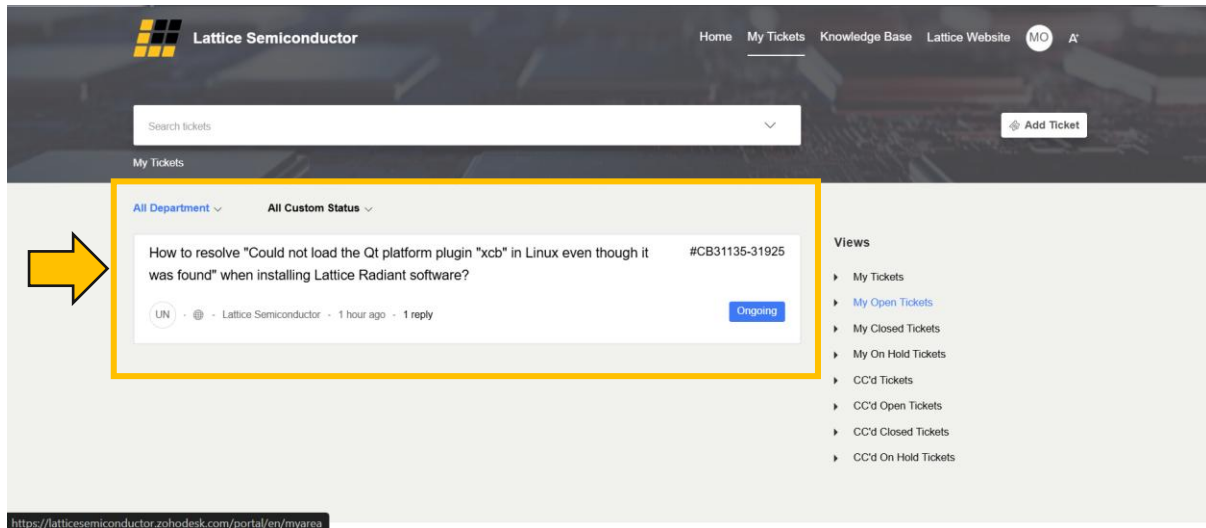 Lattice Semiconductor
Home My Tickets Knowledge Base Lattice Website MO A
Search tickets
Add Ticket
My Tickets
All Department
All Custom Status
How to resolve "Could not load the Qt platform plugin "xcb" in Linux even though it
was found" when installing Lattice Radiant software?
#CB31135-31925
UN - - Lattice Semiconductor - 1 hour ago - 1 reply
Ongoing
Views
My Tickets
My Open Tickets
My Closed Tickets
My On Hold Tickets
CC'd Tickets
CC'd Open Tickets
CC'd Closed Tickets
CC'd On Hold Tickets
https://latticesemiconductor.zohodesk.com/portal/en/myarea